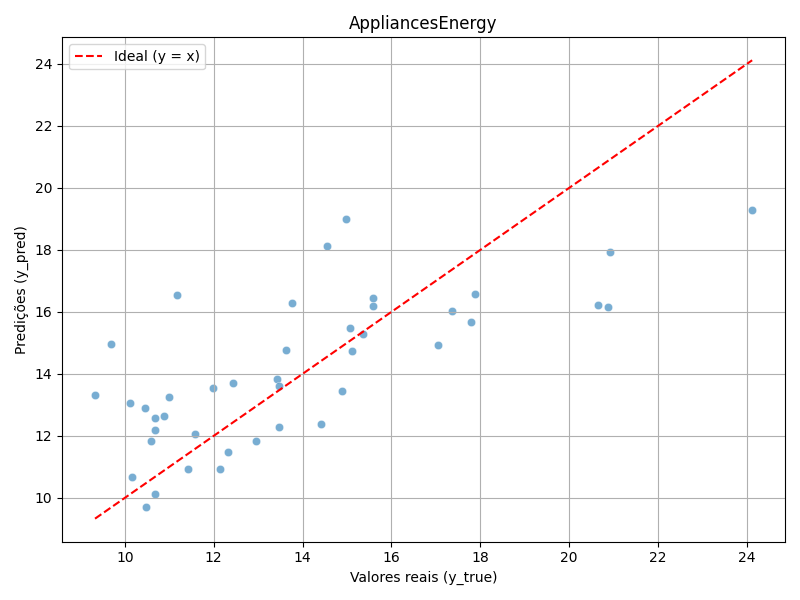 AppliancesEnergy
Ideal (y = x)
24
22
20
18
16
14
12
10
Predições (y_pred)
10 12 14 16 18 20 22 24
Valores reais (y_true)